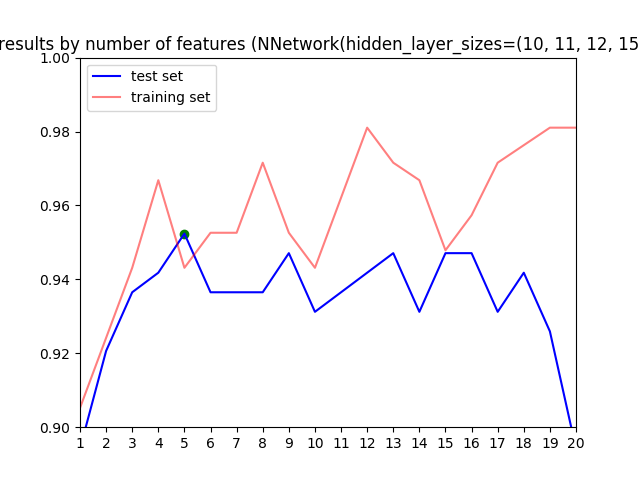 results by number of features (NNetwork(hidden_layer_sizes=(10, 11, 12, 15
1.00
0.98
0.96
0.94
0.92
0.90
test set
training set
1 2 3 4 5 6 7 8 9 10 11 12 13 14 15 16 17 18 19 20